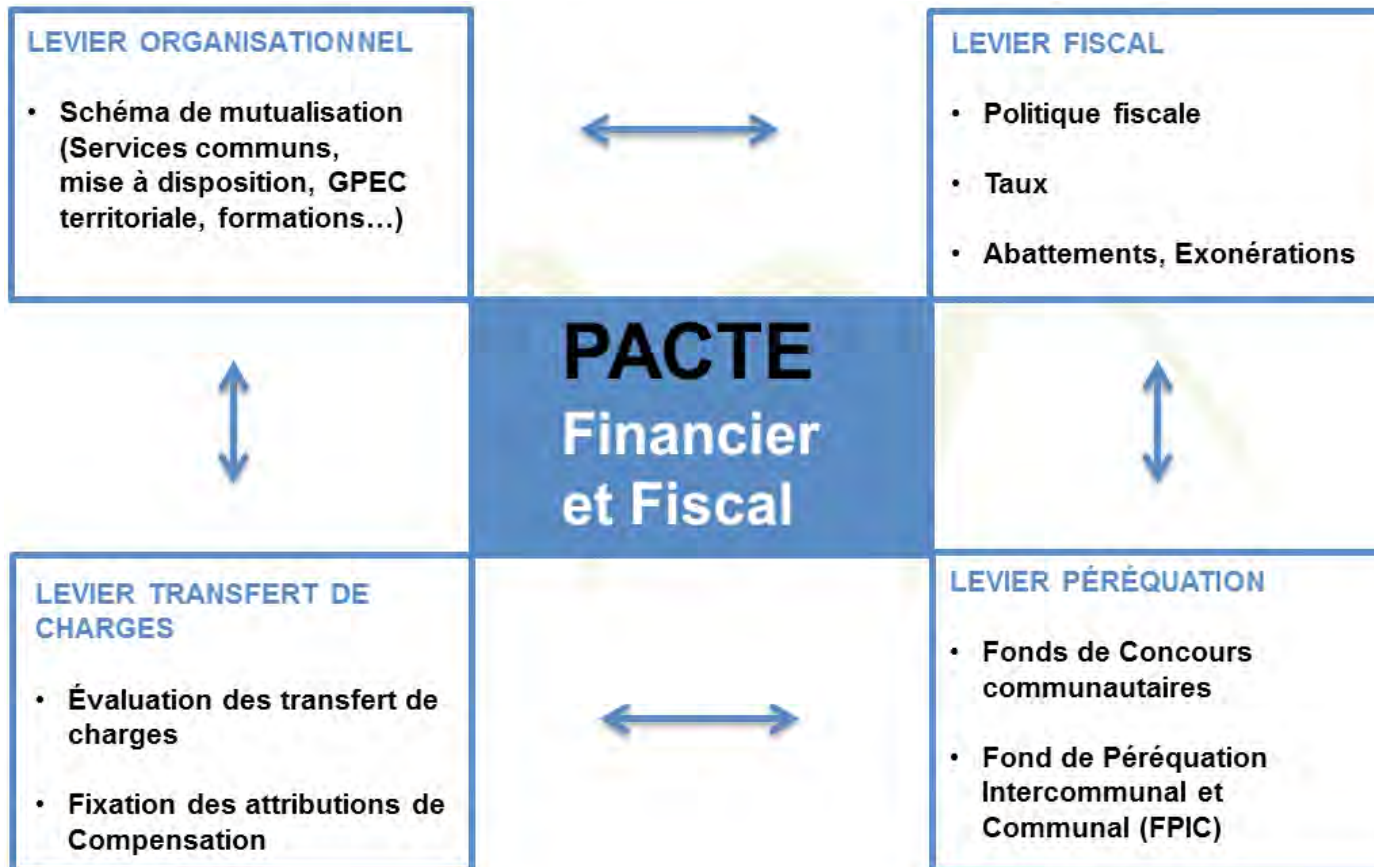 LEVIER ORGANISATIONNEL
• Schéma de mutualisation
(Services communs,
mise à disposition, GPEC
territoriale, formations…)
LEVIER FISCAL
• Politique fiscale
• Taux
• Abattements, Exonérations
PACTE
Financier
et Fiscal
LEVIER TRANSFERT DE
CHARGES
• Évaluation des transfert de
charges
• Fixation des attributions de
Compensation
LEVIER PÉRÉQUATION
• Fonds de Concours
communautaires
• Fond de Péréquation
Intercommunal et
Communal (FPIC)